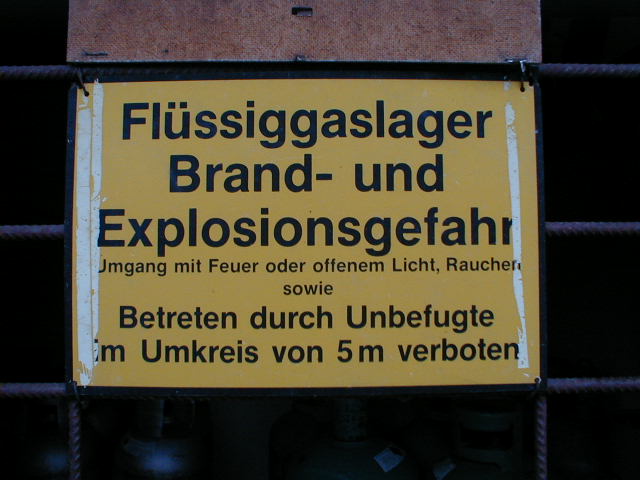 Flüssiggaslager
Brand- und
Explosionsgefahr
Umgang mit Feuer oder offenem Licht, Rauchen
sowie
Betreten durch Unbefugte
im Umkreis von 5m verboten